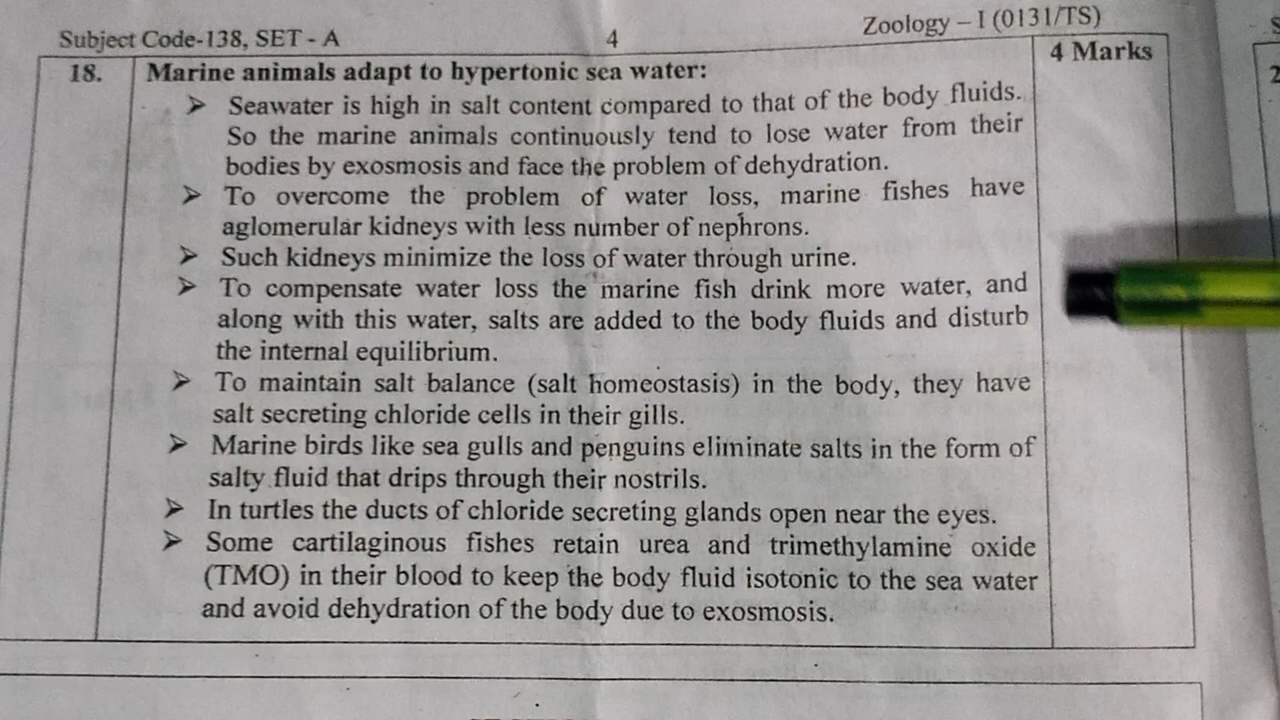 Subject Code-138, SET - A 4 Zoology – I (0131/TS)
18. Marine animals adapt to hypertonic sea water: 4 Marks
➢ Seawater is high in salt content compared to that of the body fluids.
So the marine animals continuously tend to lose water from their
bodies by exosmosis and face the problem of dehydration.
➢ To overcome the problem of water loss, marine fishes have
aglomerular kidneys with less number of nephrons.
➢ Such kidneys minimize the loss of water through urine.
➢ To compensate water loss the marine fish drink more water, and
along with this water, salts are added to the body fluids and disturb
the internal equilibrium.
➢ To maintain salt balance (salt homeostasis) in the body, they have
salt secreting chloride cells in their gills.
➢ Marine birds like sea gulls and penguins eliminate salts in the form of
salty fluid that drips through their nostrils.
➢ In turtles the ducts of chloride secreting glands open near the eyes.
➢ Some cartilaginous fishes retain urea and trimethylamine oxide
(TMO) in their blood to keep the body fluid isotonic to the sea water
and avoid dehydration of the body due to exosmosis.